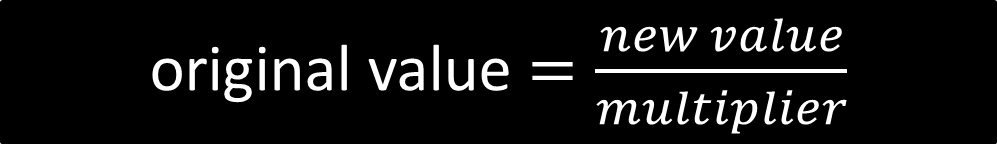 original value = new value / multiplier